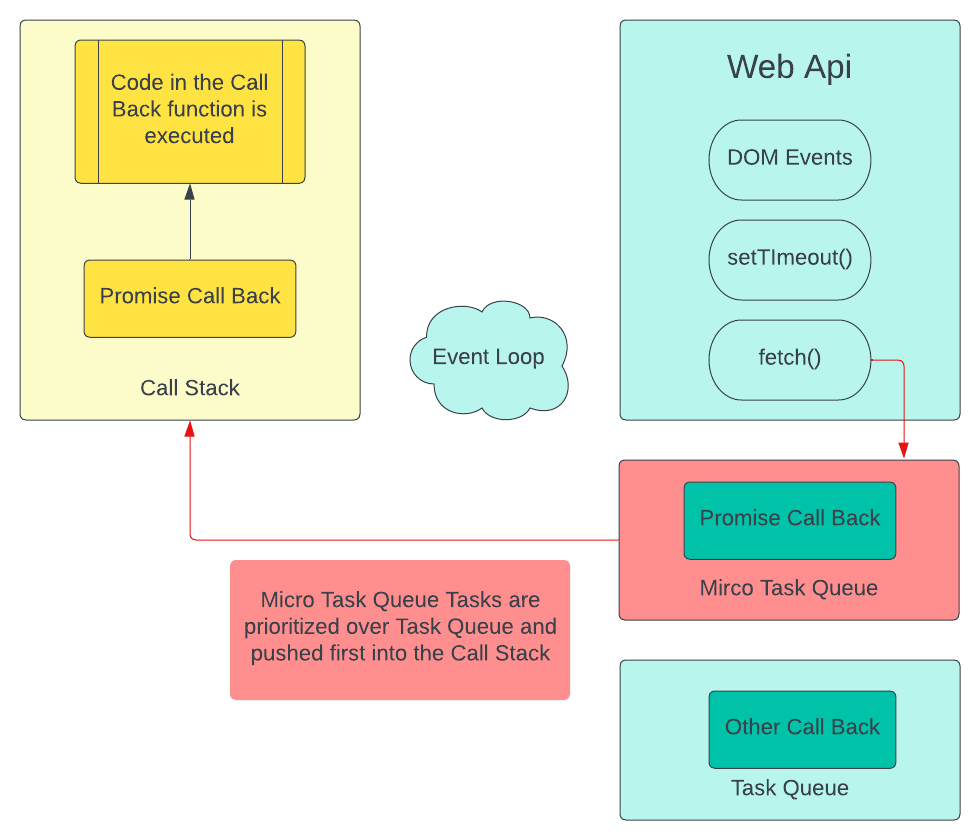 Code in the Call
Back function is
executed
Promise Call Back
Call Stack
Event Loop
Web Api
DOM Events
setTImeout()
fetch()
Promise Call Back
Mirco Task Queue
Micro Task Queue Tasks are
prioritized over Task Queue and
pushed first into the Call Stack
Other Call Back
Task Queue